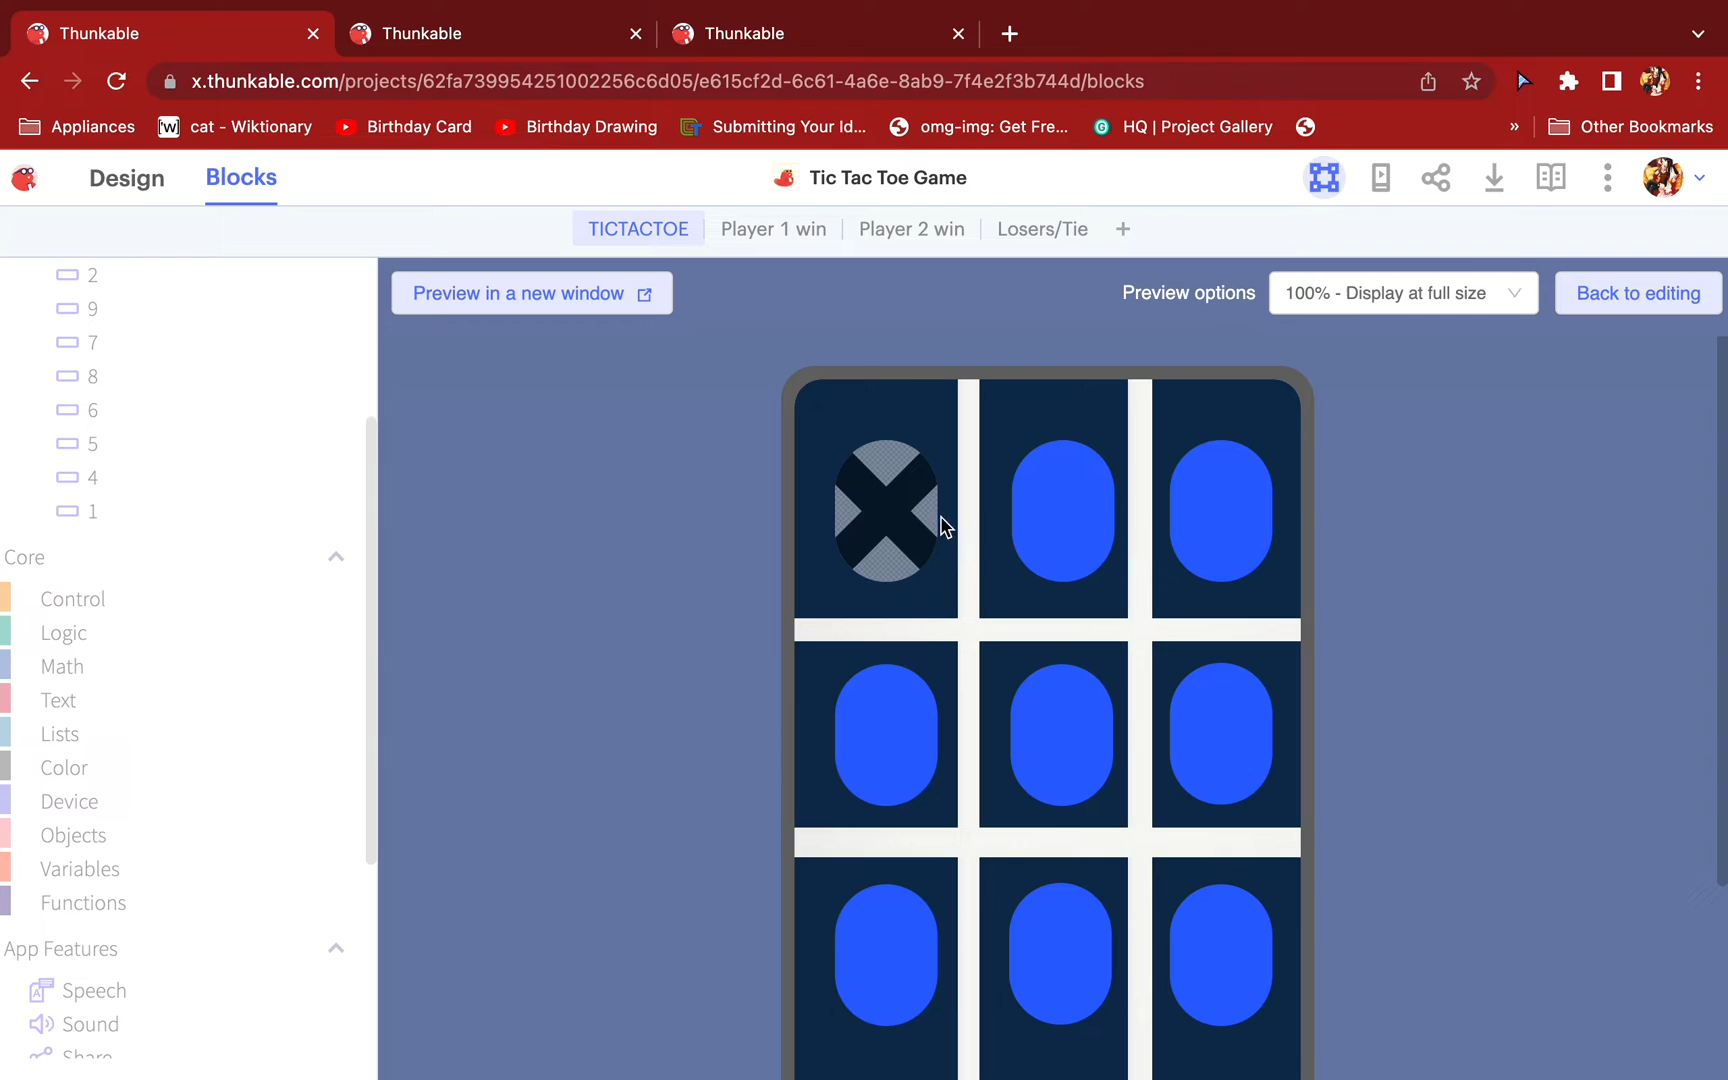 Thunkable
Thunkable
Thunkable
x.thunkable.com/projects/62fa739954251002256c6d05/e615cf2d-6c61-4a6e-8ab9-7f4e2f3b744d/blocks
Appliances
cat - Wiktionary
Birthday Card
Birthday Drawing
Submitting Your Id...
omg-img: Get Fre...
HQ | Project Gallery
»
Other Bookmarks
Design
Blocks
Tic Tac Toe Game
TICTACTOE
Player 1 win
Player 2 win
Losers/Tie
+
Preview in a new window
Preview options
100% - Display at full size
Back to editing
2
9
7
8
6
5
4
1
Core
Control
Logic
Math
Text
Lists
Color
Device
Objects
Variables
Functions
App Features
Speech
Sound
Share